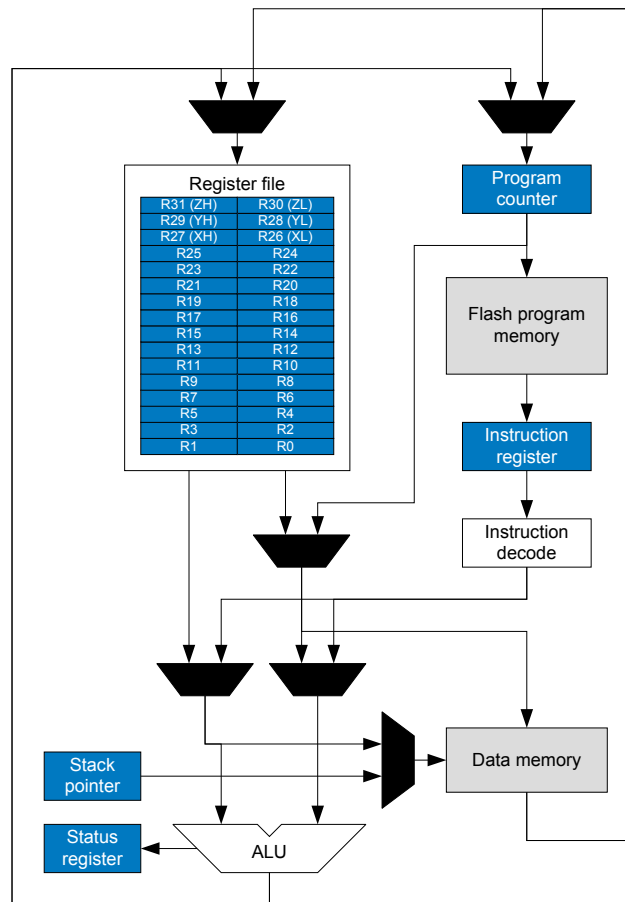 Register file
R31 (ZH) R30 (ZL)
R29 (YH) R28 (YL)
R27 (XH) R26 (XL)
R25 R24
R23 R22
R21 R20
R19 R18
R17 R16
R15 R14
R13 R12
R11 R10
R9 R8
R7 R6
R5 R4
R3 R2
R1 R0
Program
counter
Flash program
memory
Instruction
register
Instruction
decode
Stack
pointer
Data memory
Status
register
ALU